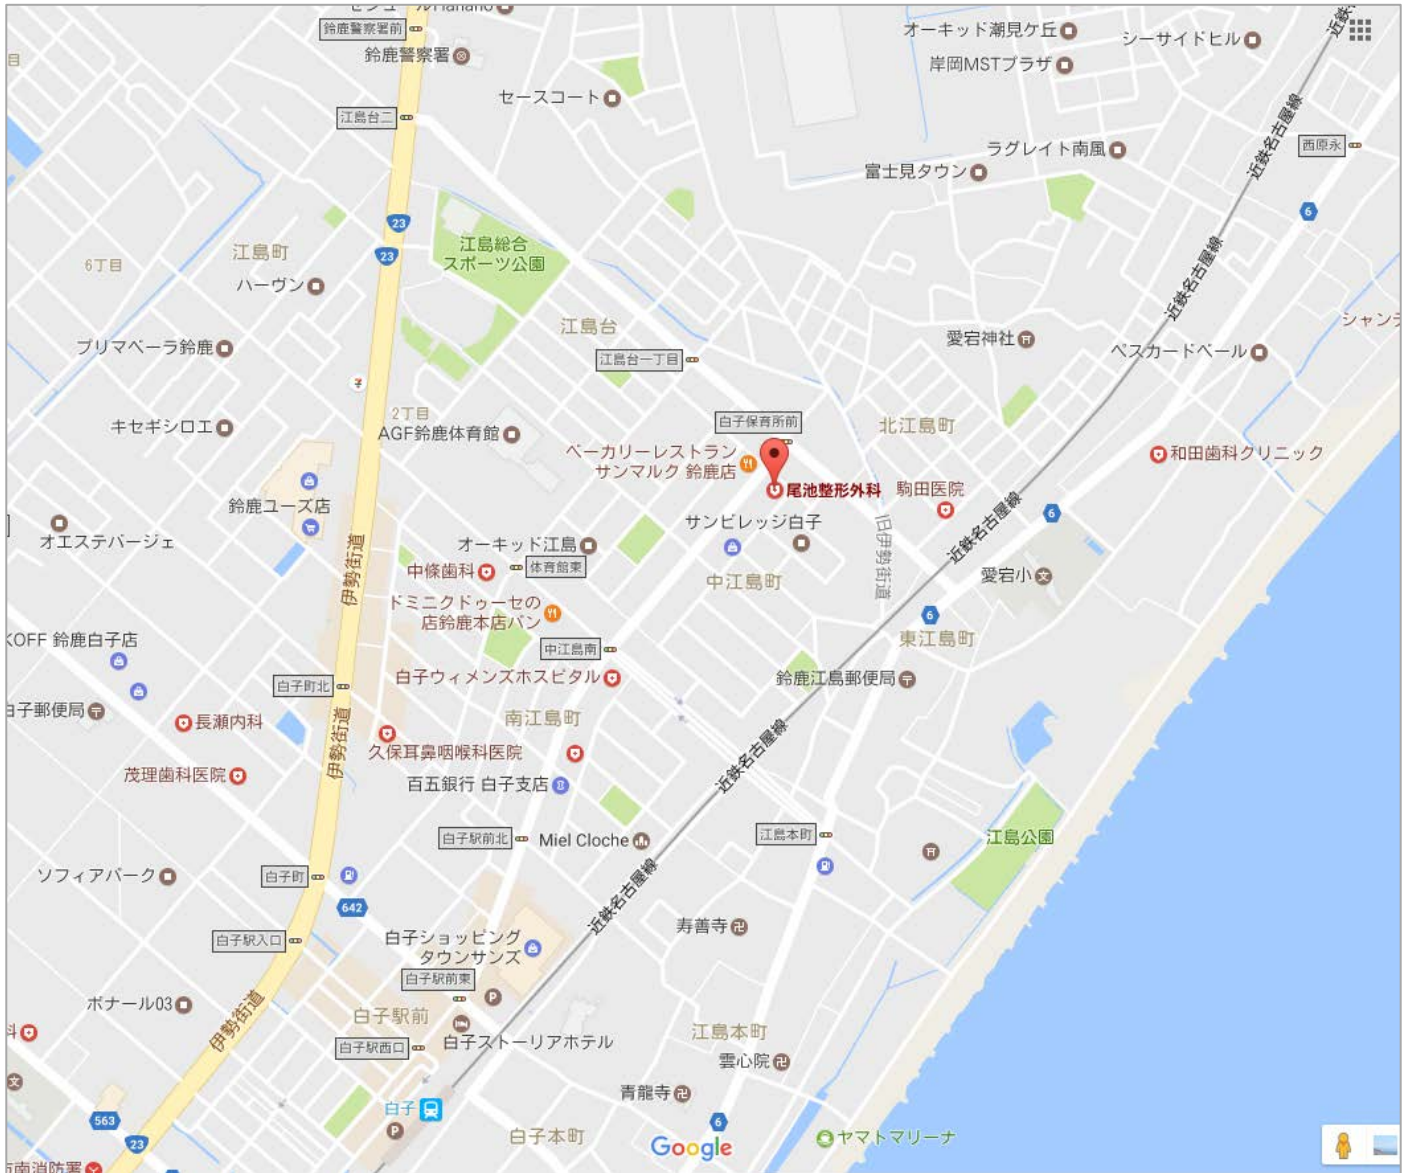 鈴鹿警察署前
鈴鹿警察署
オーキッド潮見ケ丘
シーサイドヒル
岸岡MSTプラザ
セースコート
江島台二
近鉄名古屋線
西原永
ラグレイト南風
富士見タウン
6
23
23
江島総合
スポーツ公園
江島町
6丁目
ハーヴン
近鉄名古屋線
江島台
愛宕神社
プリマベーラ鈴鹿
江島台一丁目
ペスカードベール
2丁目
キセギシロエ
AGF鈴鹿体育館
白子保育所前
北江島町
ベーカリーレストラン
サンマルク 鈴鹿店
和田歯科クリニック
尾池整形外科
駒田医院
鈴鹿ユーズ店
サンビレッジ白子
6
オエステバージェ
オーキッド江島
旧伊勢街道
近鉄名古屋線
伊勢街道
中條歯科
体育館東
中江島町
愛宕小
文
ドミニクドゥーセの
店鈴鹿本店パン
6
KOFF 鈴鹿白子店
中江島南
東江島町
白子町北
白子ウィメンズホスピタル
鈴鹿江島郵便局
白子郵便局
長瀬内科
南江島町
伊勢街道
久保耳鼻咽喉科医院
近鉄名古屋線
茂理歯科医院
百五銀行 白子支店
白子駅前北
Miel Cloche
江島本町
江島公園
ソフィアパーク
白子町
642
近鉄名古屋線
寿善寺
白子駅入口
白子ショッピング
タウンサンズ
白子駅前東
P
ボナール03
伊勢街道
白子駅前
白子ストーリアホテル
江島本町
白子駅西口
雲心院
文
青龍寺
白子
563
P
6
23
白子本町
Google
ヤマトマリーナ
市南消防署